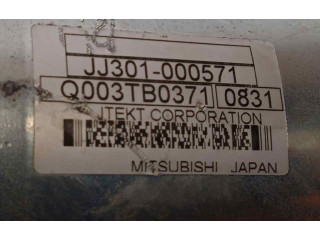 JJ301-000571
Q003TB0371 0831
JTEKT CORPORATION
MITSUBISHI JAPAN